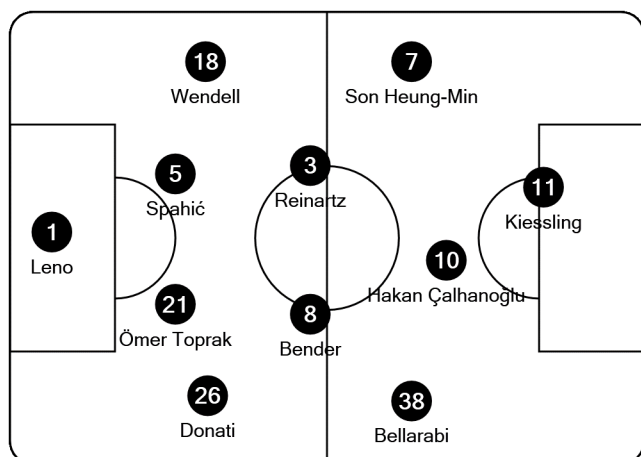 18
Wendell
7
Son Heung-Min
5
Spahić
3
Reinartz
11
Kiessling
1
Leno
10
Hakan Çalhanoğlu
21
Ömer Toprak
8
Bender
26
Donati
38
Bellarabi